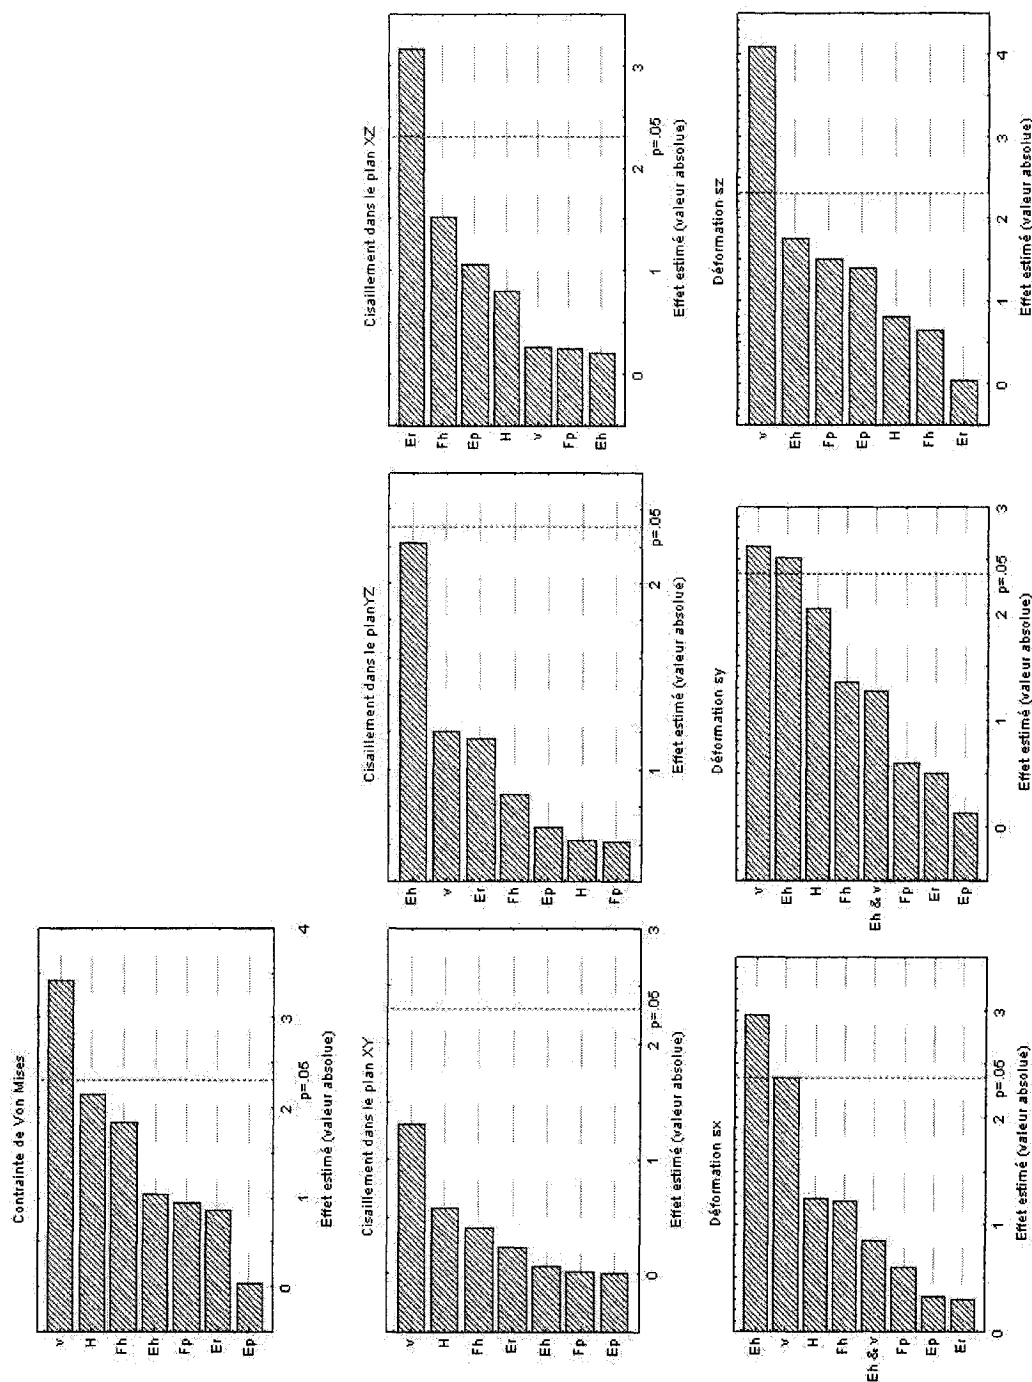 Contrainte de Von Mises
v
H
Fh
Eh
Fp
Er
Ep
0
1
2
p=.05
3
4
Effet estimé (valeur absolue)
Cisaillement dans le plan XY
v
H
Fh
Er
Eh
Fp
Ep
0
1
2
p=.05
3
Effet estimé (valeur absolue)
Cisaillement dans le planYZ
Eh
v
Er
Fh
Ep
H
Fp
1
2
p=.05
Effet estimé (valeur absolue)
Cisaillement dans le plan XZ
Er
Fh
Ep
H
v
Fp
Eh
0
1
2
p=.05
3
Effet estimé (valeur absolue)
Déformation εx
Eh
v
H
Fh
Eh & v
Fp
Ep
Er
0
1
2
p=.05
3
Effet estimé (valeur absolue)
Déformation εy
v
Eh
H
Fh
Eh & v
Fp
Er
Ep
0
1
p=.05
3
Effet estimé (valeur absolue)
Déformation εz
v
Eh
Fp
Ep
H
Fh
Er
0
1
2
3
4
Effet estimé (valeur absolue)